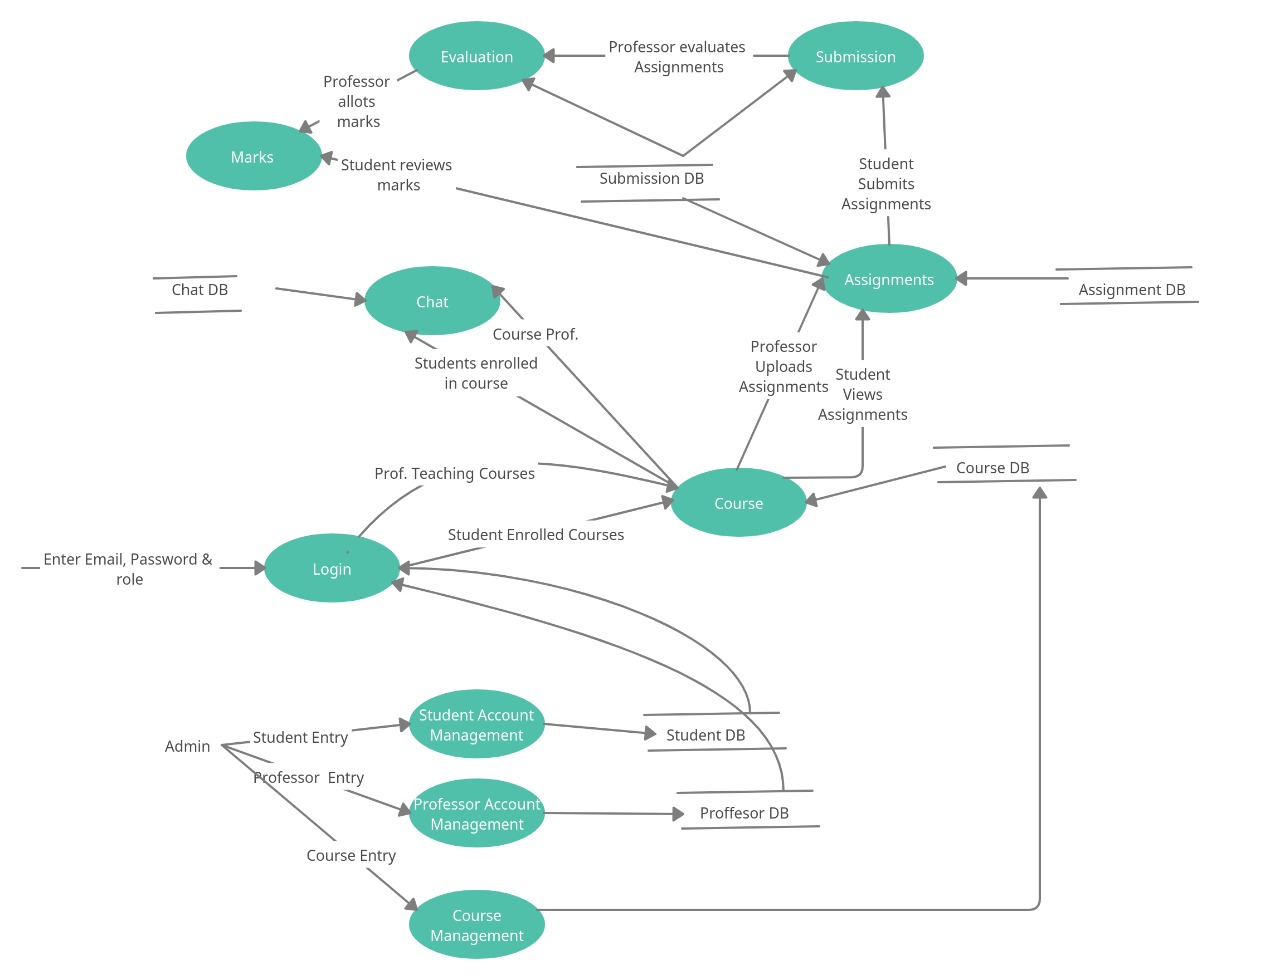 Evaluation
Professor evaluates
Assignments
Submission
Professor
allots
marks
Marks
Student reviews
marks
Submission DB
Student
Submits
Assignments
Chat DB
Chat
Assignments
Assignment DB
Course Prof.
Students enrolled
in course
Professor
Uploads
Assignments
Student
Views
Assignments
Prof. Teaching Courses
Course DB
Course
Student Enrolled Courses
Enter Email, Password &
role
Login
Student Account
Management
Student Entry
Admin
Student DB
Professor  Entry
Professor Account
Management
Proffesor DB
Course Entry
Course
Management